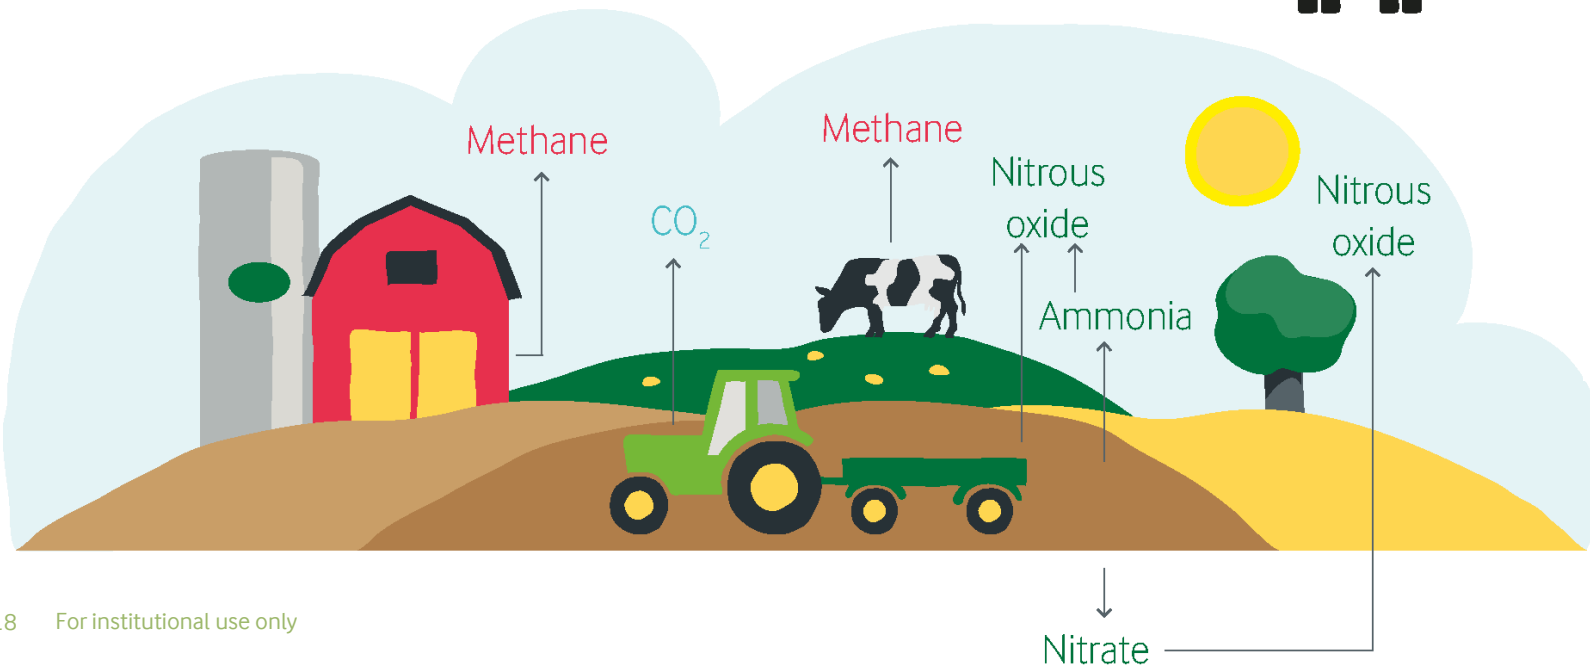 Methane
Methane
Nitrous
oxide
Nitrous
oxide
CO₂
Ammonia
8 For institutional use only
Nitrate